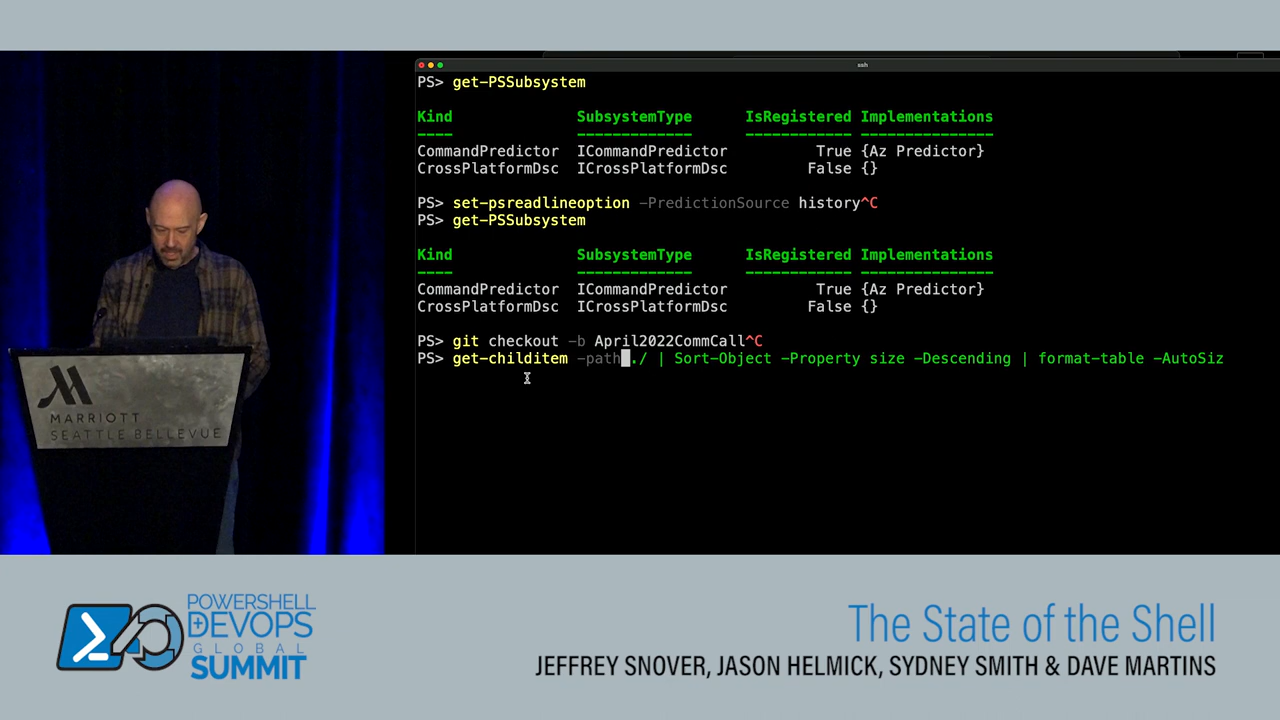 zsh
PS> get-PSSubsystem
Kind SubsystemType IsRegistered Implementations
---- ------------- ------------ ---------------
CommandPredictor ICommandPredictor True {Az Predictor}
CrossPlatformDsc ICrossPlatformDsc False {}
PS> set-psreadlineoption -PredictionSource history^C
PS> get-PSSubsystem
Kind SubsystemType IsRegistered Implementations
---- ------------- ------------ ---------------
CommandPredictor ICommandPredictor True {Az Predictor}
CrossPlatformDsc ICrossPlatformDsc False {}
PS> git checkout -b April2022CommCall^C
PS> get-childitem -path ./ | Sort-Object -Property size -Descending | format-table -AutoSiz
MARRIOTT
SEATTLE BELLEVUE
POWERSHELL
+DEVOPS
GLOBAL
SUMMIT
The State of the Shell
JEFFREY SNOVER, JASON HELMICK, SYDNEY SMITH & DAVE MARTINS